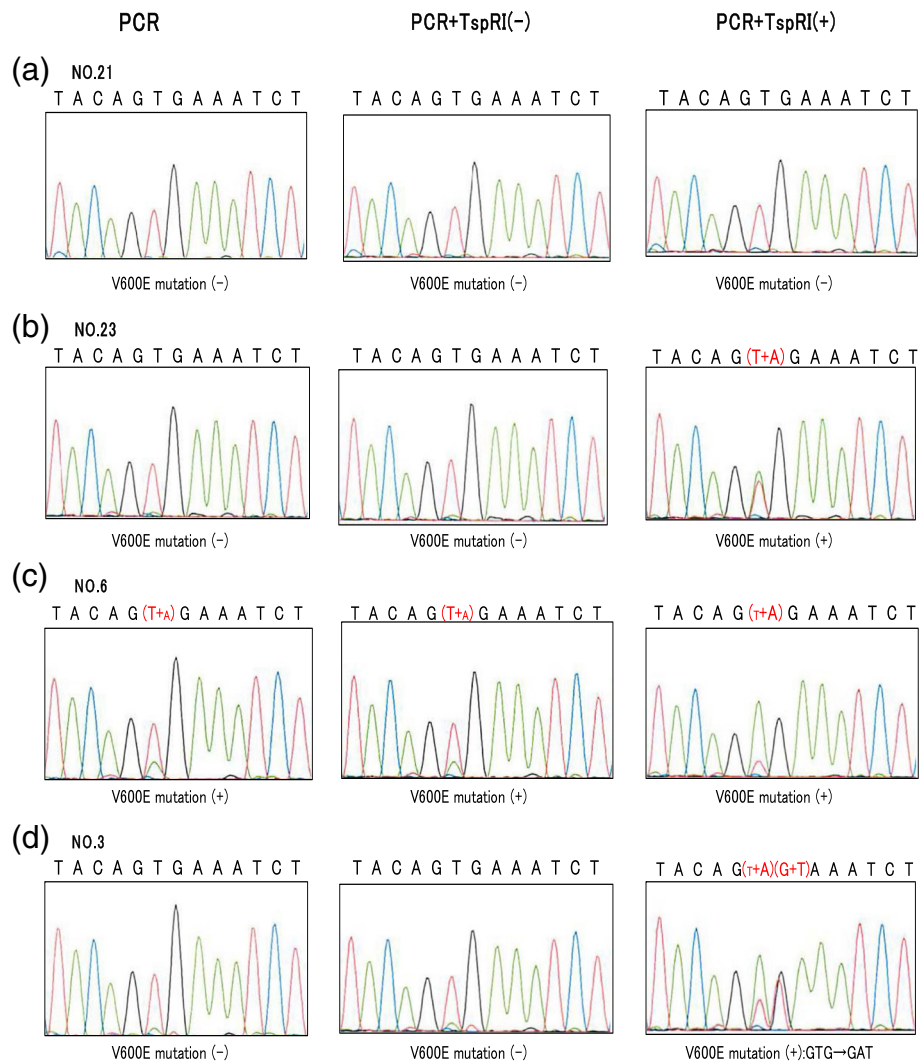 PCR PCR+TspRI(-) PCR+TspRI(+)
(a) NO.21
T A C A G T G A A A T C T T A C A G T G A A A T C T T A C A G T G A A A T C T
V600E mutation (-) V600E mutation (-) V600E mutation (-)
(b) NO.23
T A C A G T G A A A T C T T A C A G T G A A A T C T T A C A G (T+A) G A A A T C T
V600E mutation (-) V600E mutation (-) V600E mutation (+)
(c) NO.6
T A C A G (T+A) G A A A T C T T A C A G (T+A) G A A A T C T T A C A G (T+A) G A A A T C T
V600E mutation (+) V600E mutation (+) V600E mutation (+)
(d) NO.3
T A C A G T G A A A T C T T A C A G T G A A A T C T T A C A G (T+A)(G+T) A A A T C T
V600E mutation (-) V600E mutation (-) V600E mutation (+):GTG→GAT